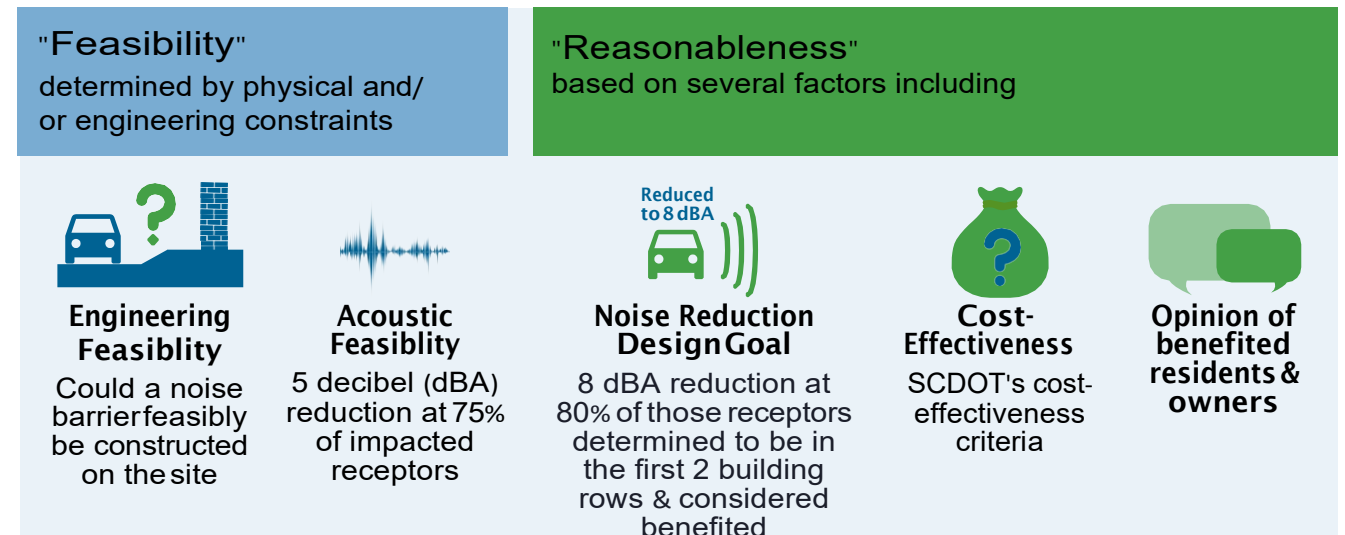 "Feasibility"
determined by physical and/
or engineering constraints
"Reasonableness"
based on several factors including
Engineering
Feasiblity
Could a noise
barrier feasibly
be constructed
on the site
Acoustic
Feasiblity
5 decibel (dBA)
reduction at 75%
of impacted
receptors
Reduced
to 8 dBA
Noise Reduction
Design Goal
8 dBA reduction at
80% of those receptors
determined to be in
the first 2 building
rows & considered
benefited
Cost-
Effectiveness
SCDOT's cost-
effectiveness
criteria
Opinion of
benefited
residents &
owners